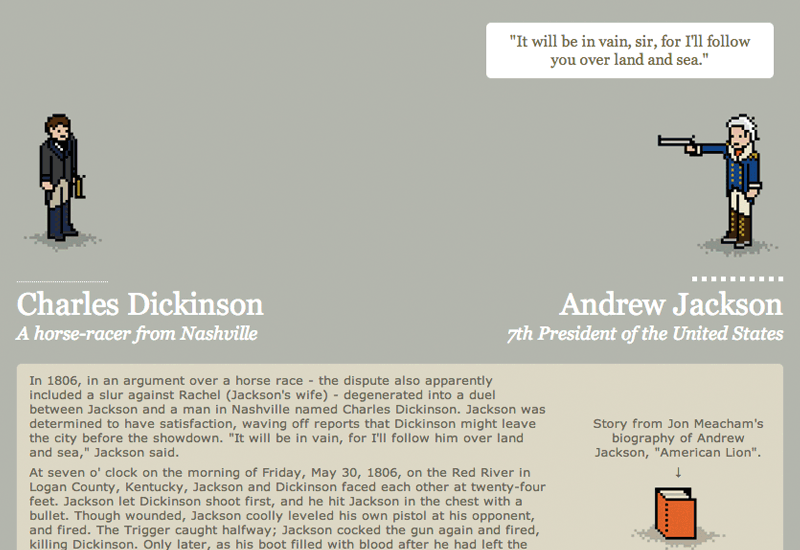 "It will be in vain, sir, for I'll follow
you over land and sea."
Charles Dickinson
A horse-racer from Nashville
Andrew Jackson
7th President of the United States
In 1806, in an argument over a horse race - the dispute also apparently
included a slur against Rachel (Jackson's wife) - degenerated into a duel
between Jackson and a man in Nashville named Charles Dickinson. Jackson was
determined to have satisfaction, waving off reports that Dickinson might leave
the city before the showdown. "It will be in vain, for I'll follow him over land
and sea," Jackson said.
At seven o' clock on the morning of Friday, May 30, 1806, on the Red River in
Logan County, Kentucky, Jackson and Dickinson faced each other at twenty-four
feet. Jackson let Dickinson shoot first, and he hit Jackson in the chest with a
bullet. Though wounded, Jackson coolly leveled his own pistol at his opponent,
and fired. The Trigger caught halfway; Jackson cocked the gun again and fired,
killing Dickinson. Only later, as his boot filled with blood after he had left the
Story from Jon Meacham's
biography of Andrew
Jackson, "American Lion".
↓